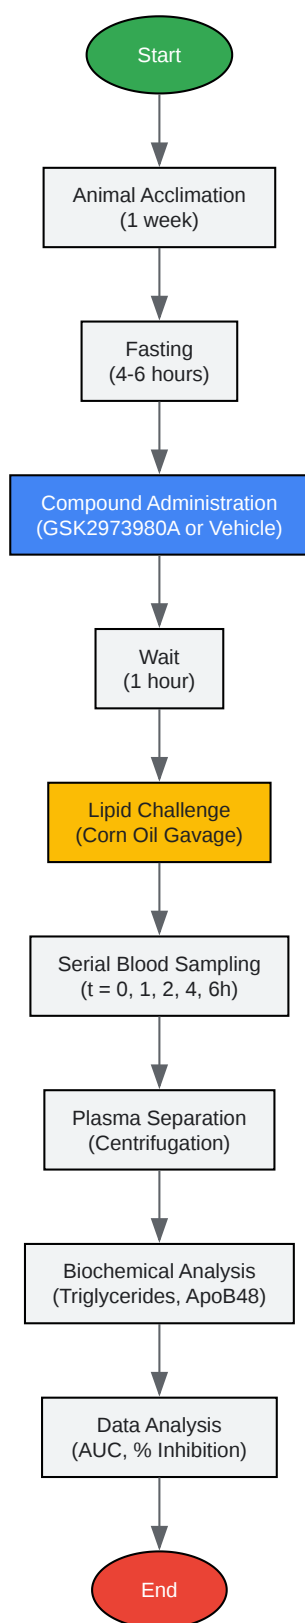 Start
Animal Acclimation
(1 week)
Fasting
(4-6 hours)
Compound Administration
(GSK2973980A or Vehicle)
Wait
(1 hour)
Lipid Challenge
(Corn Oil Gavage)
Serial Blood Sampling
(t = 0, 1, 2, 4, 6h)
Plasma Separation
(Centrifugation)
Biochemical Analysis
(Triglycerides, ApoB48)
Data Analysis
(AUC, % Inhibition)
End